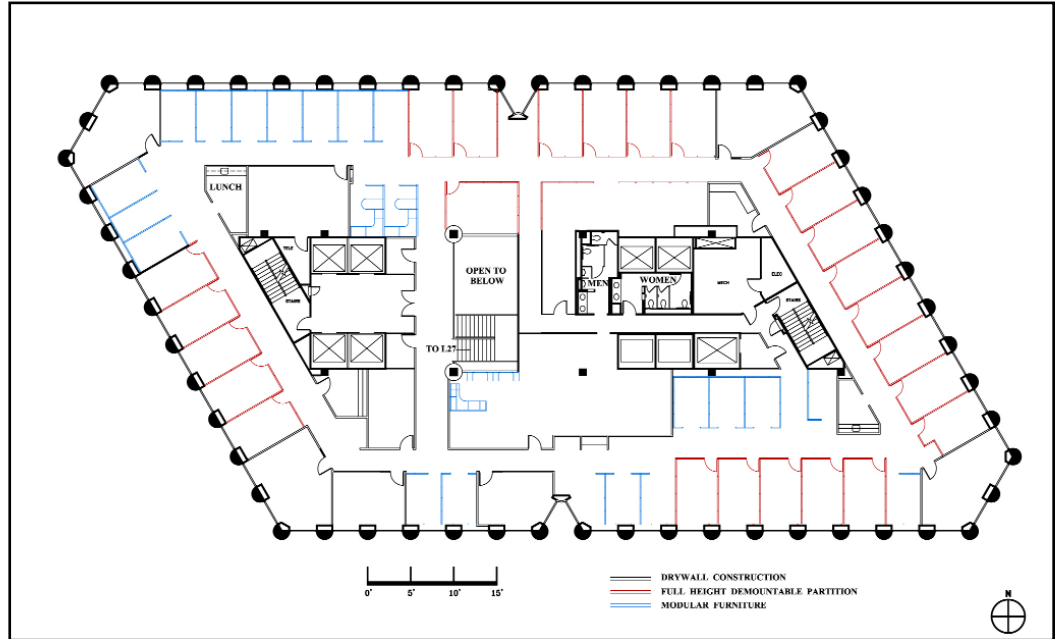 LUNCH
TELE
STAIRS
OPEN TO
BELOW
MEN
WOMEN
MECH
ELEC
STAIRS
TO L27
0' 5' 10' 15'
DRYWALL CONSTRUCTION
FULL HEIGHT DEMOUNTABLE PARTITION
MODULAR FURNITURE
N